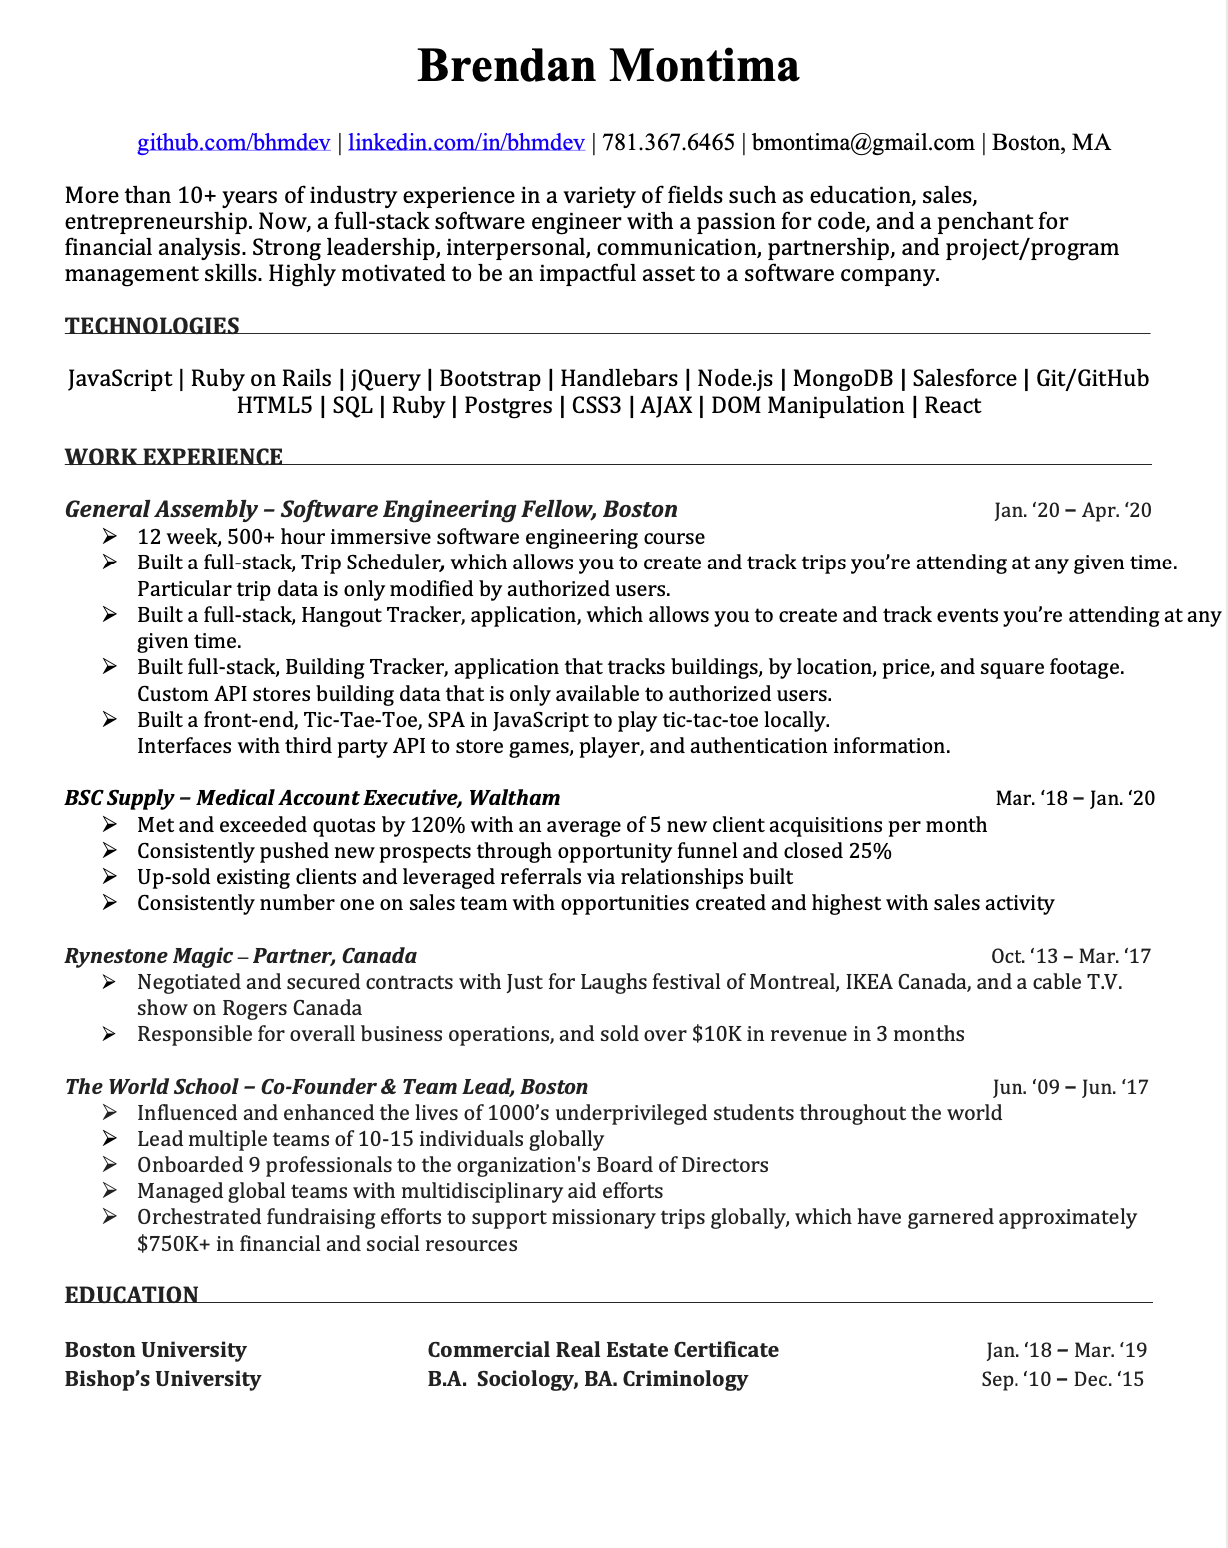 Brendan Montima
github.com/bhmdev | linkedin.com/in/bhmdev | 781.367.6465 | bmontima@gmail.com | Boston, MA
More than 10+ years of industry experience in a variety of fields such as education, sales,
entrepreneurship. Now, a full-stack software engineer with a passion for code, and a penchant for
financial analysis. Strong leadership, interpersonal, communication, partnership, and project/program
management skills. Highly motivated to be an impactful asset to a software company.
TECHNOLOGIES
JavaScript | Ruby on Rails | jQuery | Bootstrap | Handlebars | Node.js | MongoDB | Salesforce | Git/GitHub
HTML5 | SQL | Ruby | Postgres | CSS3 | AJAX | DOM Manipulation | React
WORK EXPERIENCE
General Assembly – Software Engineering Fellow, Boston Jan. ‘20 – Apr. ‘20
➢ 12 week, 500+ hour immersive software engineering course
➢ Built a full-stack, Trip Scheduler, which allows you to create and track trips you’re attending at any given time.
Particular trip data is only modified by authorized users.
➢ Built a full-stack, Hangout Tracker, application, which allows you to create and track events you’re attending at any
given time.
➢ Built full-stack, Building Tracker, application that tracks buildings, by location, price, and square footage.
Custom API stores building data that is only available to authorized users.
➢ Built a front-end, Tic-Tae-Toe, SPA in JavaScript to play tic-tac-toe locally.
Interfaces with third party API to store games, player, and authentication information.
BSC Supply – Medical Account Executive, Waltham Mar. ‘18 – Jan. ‘20
➢ Met and exceeded quotas by 120% with an average of 5 new client acquisitions per month
➢ Consistently pushed new prospects through opportunity funnel and closed 25%
➢ Up-sold existing clients and leveraged referrals via relationships built
➢ Consistently number one on sales team with opportunities created and highest with sales activity
Rynestone Magic – Partner, Canada Oct. ‘13 – Mar. ‘17
➢ Negotiated and secured contracts with Just for Laughs festival of Montreal, IKEA Canada, and a cable T.V.
show on Rogers Canada
➢ Responsible for overall business operations, and sold over $10K in revenue in 3 months
The World School – Co-Founder & Team Lead, Boston Jun. ‘09 – Jun. ‘17
➢ Influenced and enhanced the lives of 1000’s underprivileged students throughout the world
➢ Lead multiple teams of 10-15 individuals globally
➢ Onboarded 9 professionals to the organization's Board of Directors
➢ Managed global teams with multidisciplinary aid efforts
➢ Orchestrated fundraising efforts to support missionary trips globally, which have garnered approximately
$750K+ in financial and social resources
EDUCATION
Boston University Commercial Real Estate Certificate Jan. ‘18 – Mar. ‘19
Bishop’s University B.A. Sociology, BA. Criminology Sep. ‘10 – Dec. ‘15